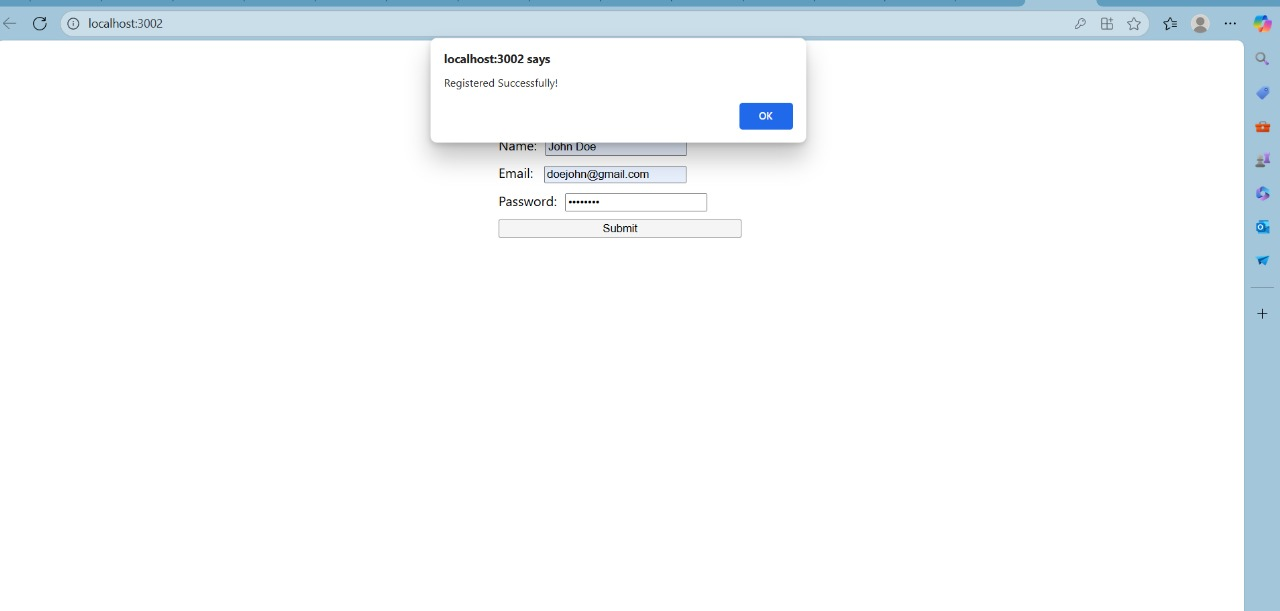 localhost:3002
localhost:3002 says
Registered Successfully!
OK
Name: John Doe
Email: doejohn@gmail.com
Password: ••••••••
Submit